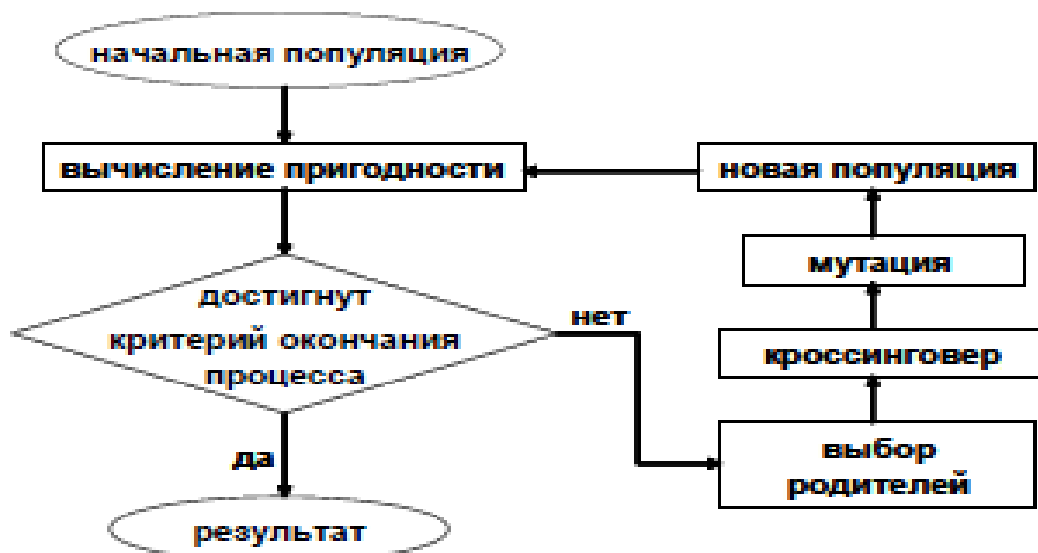 начальная популяция
вычисление пригодности
новая популяция
мутация
достигнут
критерий окончания
процесса
нет
кроссинговер
выбор
родителей
да
результат